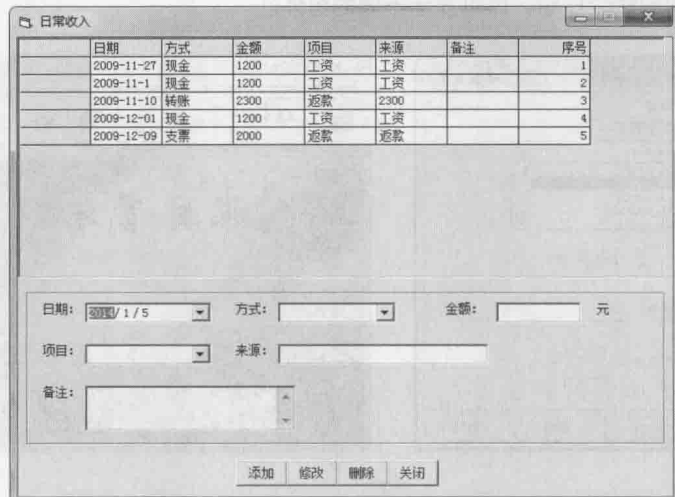 日常收入
日期 方式 金额 项目 来源 备注 序号
2009-11-27 现金 1200 工资 工资 1
2009-11-1 现金 1200 工资 工资 2
2009-11-10 转账 2300 返款 2300 3
2009-12-01 现金 1200 工资 工资 4
2009-12-09 支票 2000 返款 返款 5
日期: 2014/ 1 / 5 方式: 金额: 元
项目: 来源:
备注:
添加 修改 删除 关闭